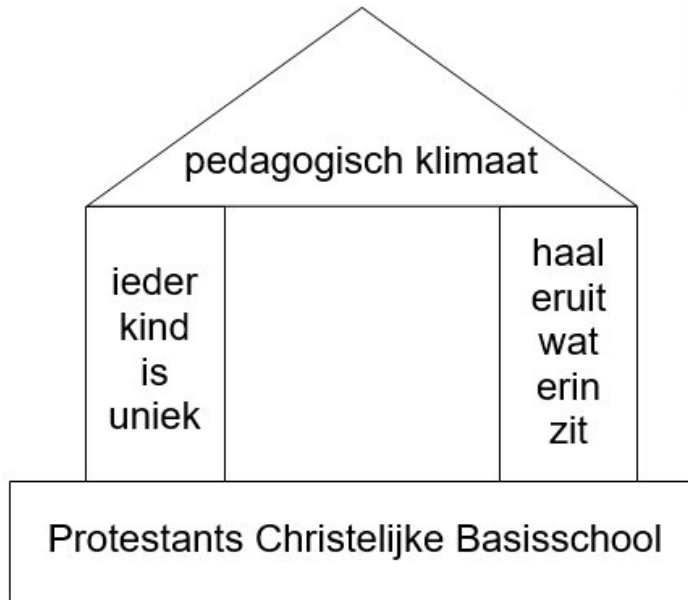 pedagogisch klimaat
ieder
kind
is
uniek
haal
eruit
wat
erin
zit
Protestants Christelijke Basisschool